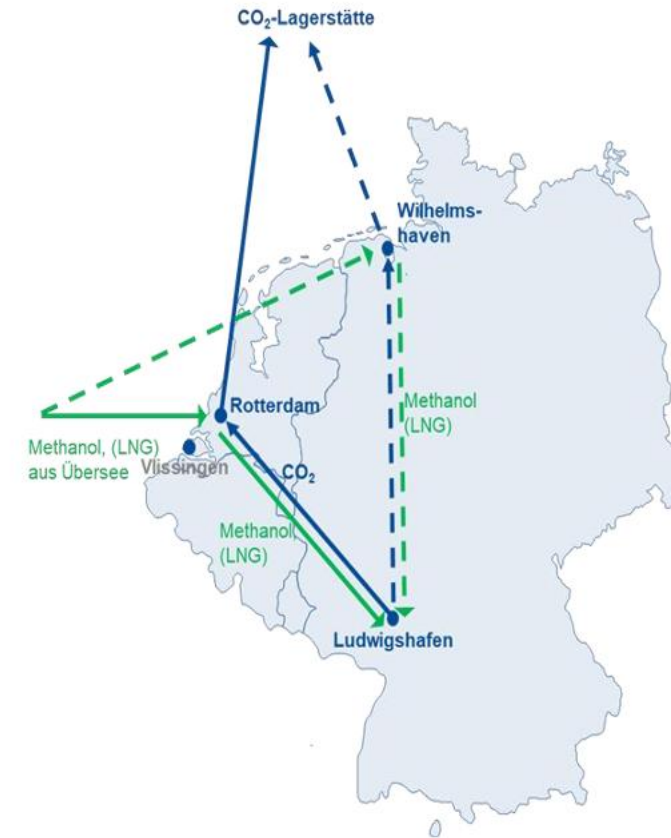 CO₂-Lagerstätte
Wilhelms-
haven
Methanol
(LNG)
Rotterdam
Methanol, (LNG)
aus Übersee
Vlissingen
CO₂
Methanol
(LNG)
Ludwigshafen